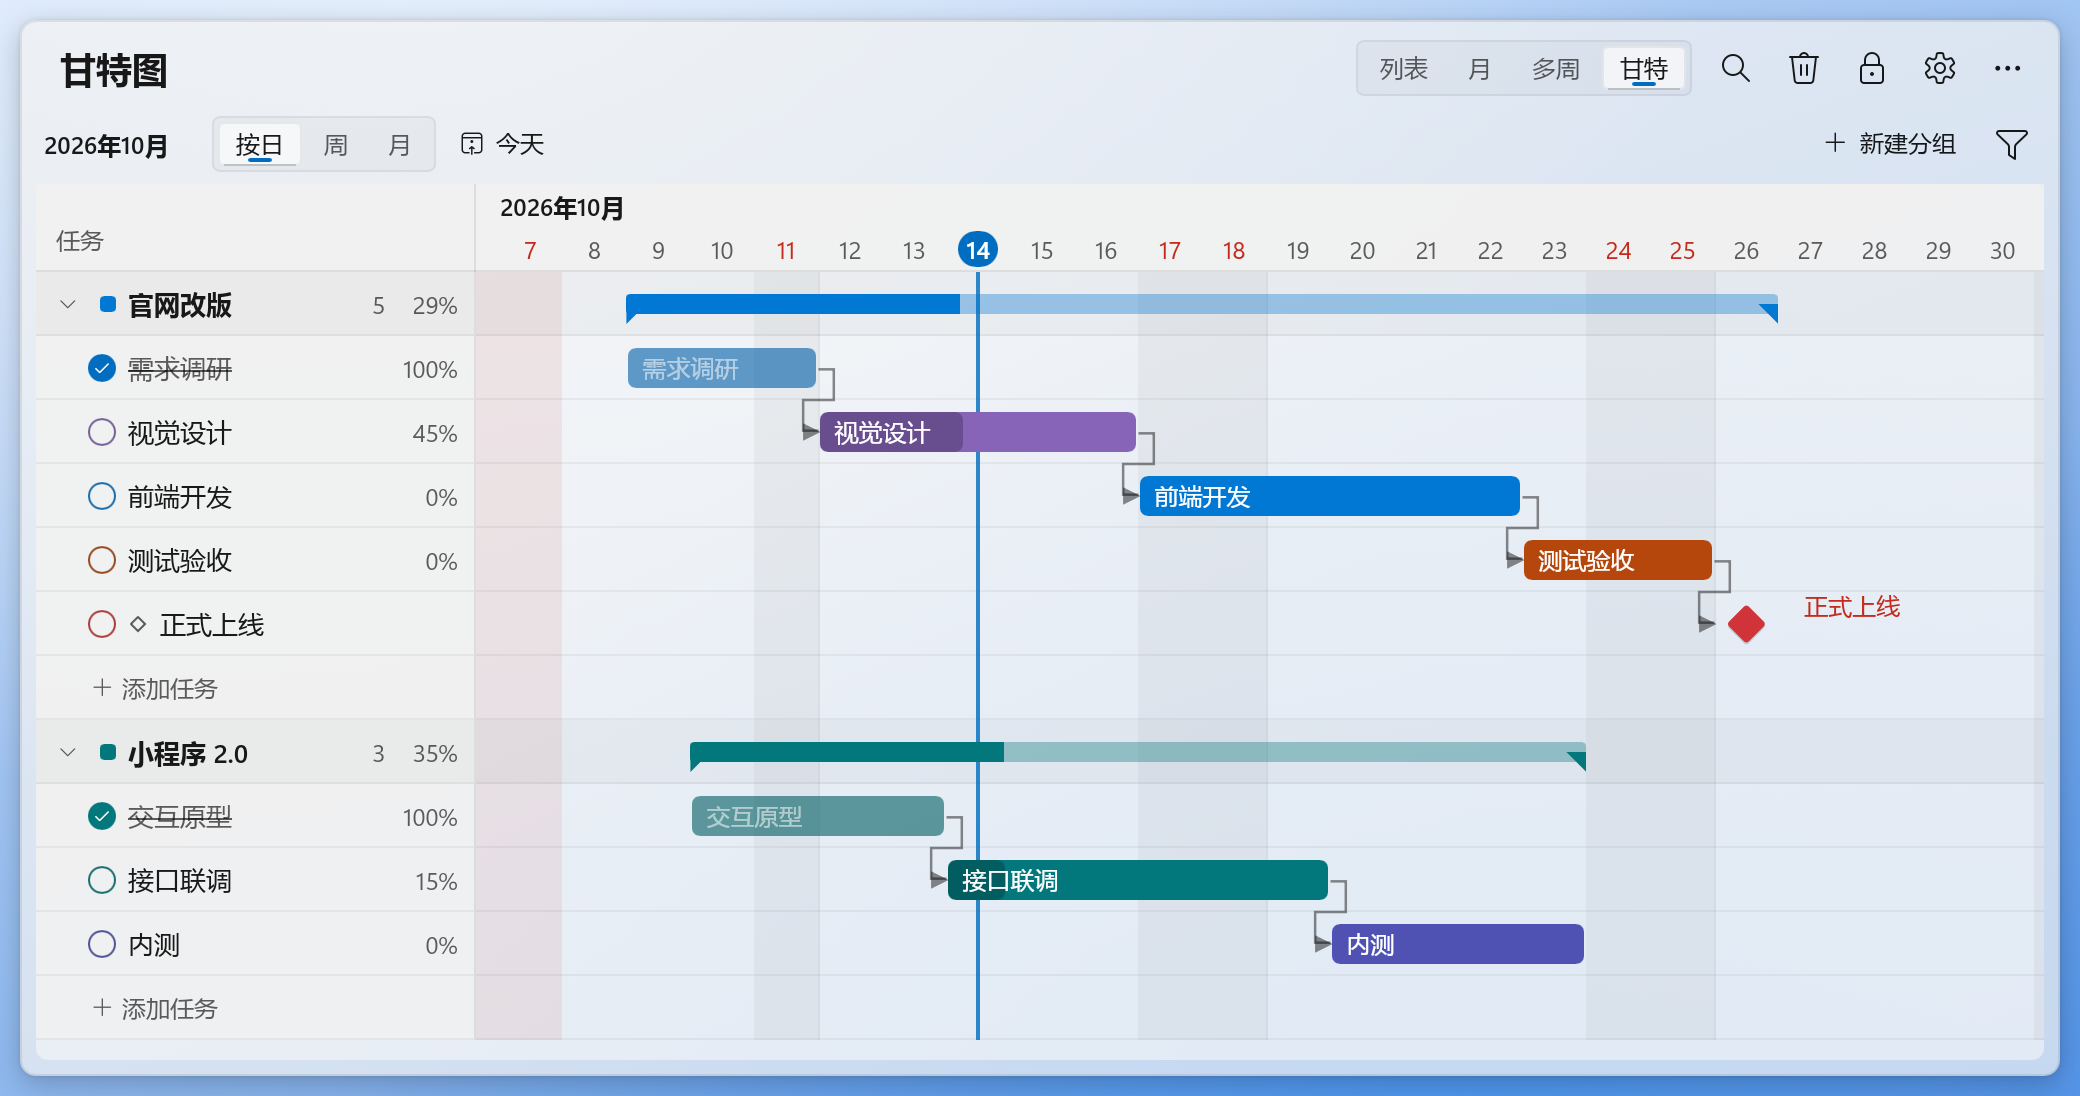 甘特图
列表 月 多周 甘特
2026年10月 按日 周 月 今天 新建分组
任务
2026年10月
7 8 9 10 11 12 13 14 15 16 17 18 19 20 21 22 23 24 25 26 27 28 29 30
官网改版 5 29%
需求调研 100% 需求调研
视觉设计 45% 视觉设计
前端开发 0% 前端开发
测试验收 0% 测试验收
正式上线 正式上线
添加任务
小程序 2.0 3 35%
交互原型 100% 交互原型
接口联调 15% 接口联调
内测 0% 内测
添加任务